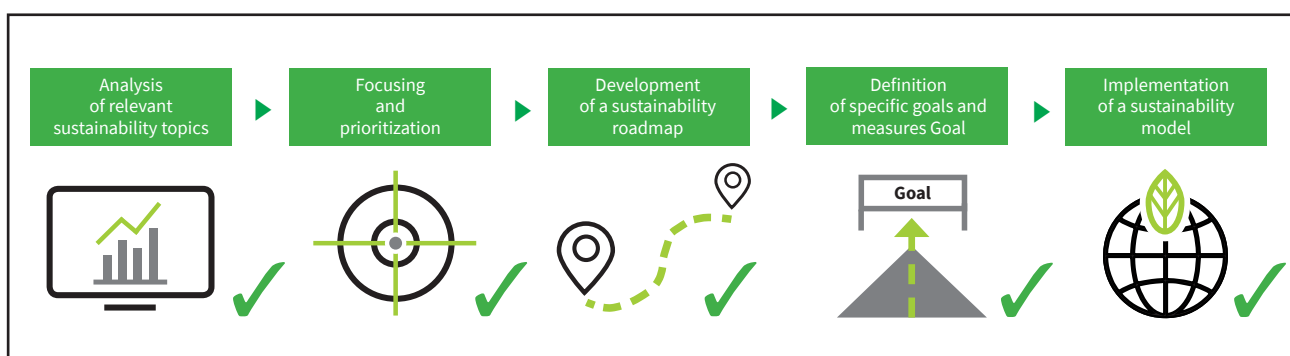 Analysis
of relevant
sustainability topics
Focusing
and
prioritization
Development
of a sustainability
roadmap
Definition
of specific goals and
measures Goal
Implementation
of a sustainability
model
Goal